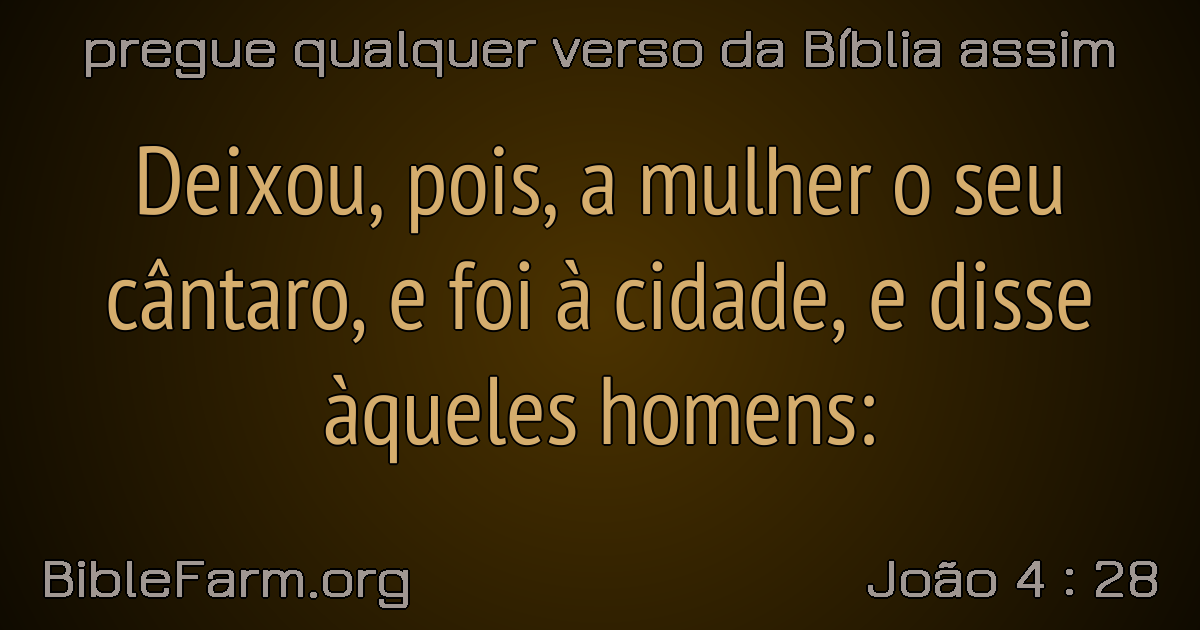 pregue qualquer verso da Bíblia assim
Deixou, pois, a mulher o seu
cântaro, e foi à cidade, e disse
àqueles homens:
BibleFarm.org
João 4 : 28